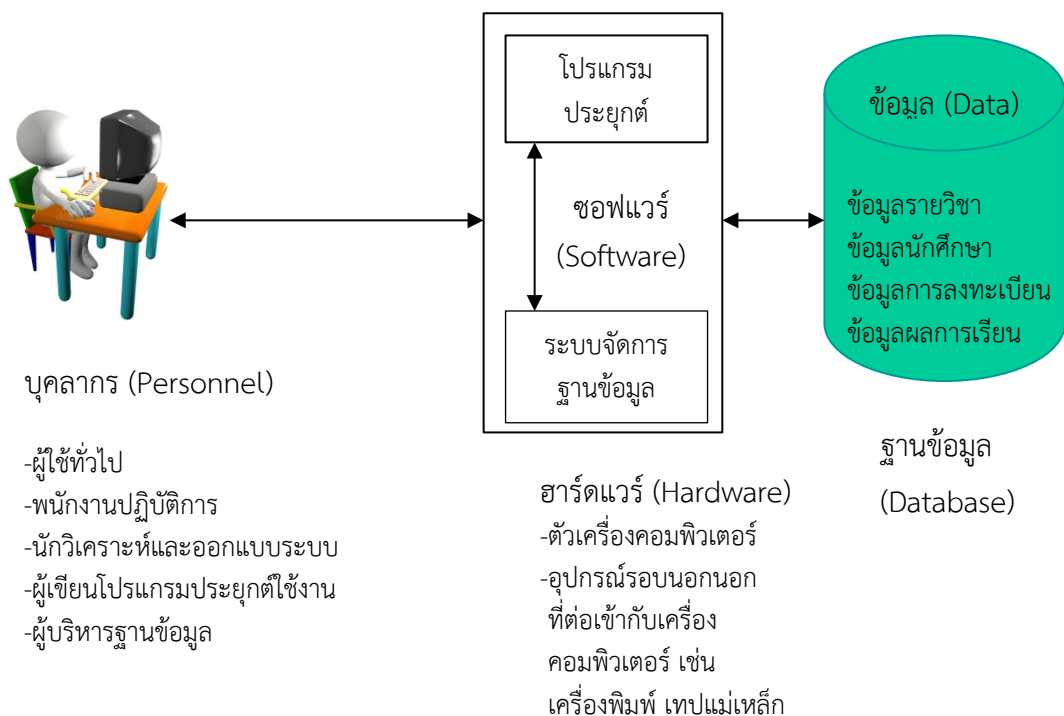 บุคลากร (Personnel)
-ผู้ใช้ทั่วไป
-พนักงานปฏิบัติการ
-นักวิเคราะห์และออกแบบระบบ
-ผู้เขียนโปรแกรมประยุกต์ใช้งาน
-ผู้บริหารฐานข้อมูล
โปรแกรม
ประยุกต์
ซอฟแวร์
(Software)
ระบบจัดการ
ฐานข้อมูล
ฮาร์ดแวร์ (Hardware)
-ตัวเครื่องคอมพิวเตอร์
-อุปกรณ์รอบนอกนอก
ที่ต่อเข้ากับเครื่อง
คอมพิวเตอร์ เช่น
เครื่องพิมพ์ เทปแม่เหล็ก
ข้อมูล (Data)
ข้อมูลรายวิชา
ข้อมูลนักศึกษา
ข้อมูลการลงทะเบียน
ข้อมูลผลการเรียน
ฐานข้อมูล
(Database)